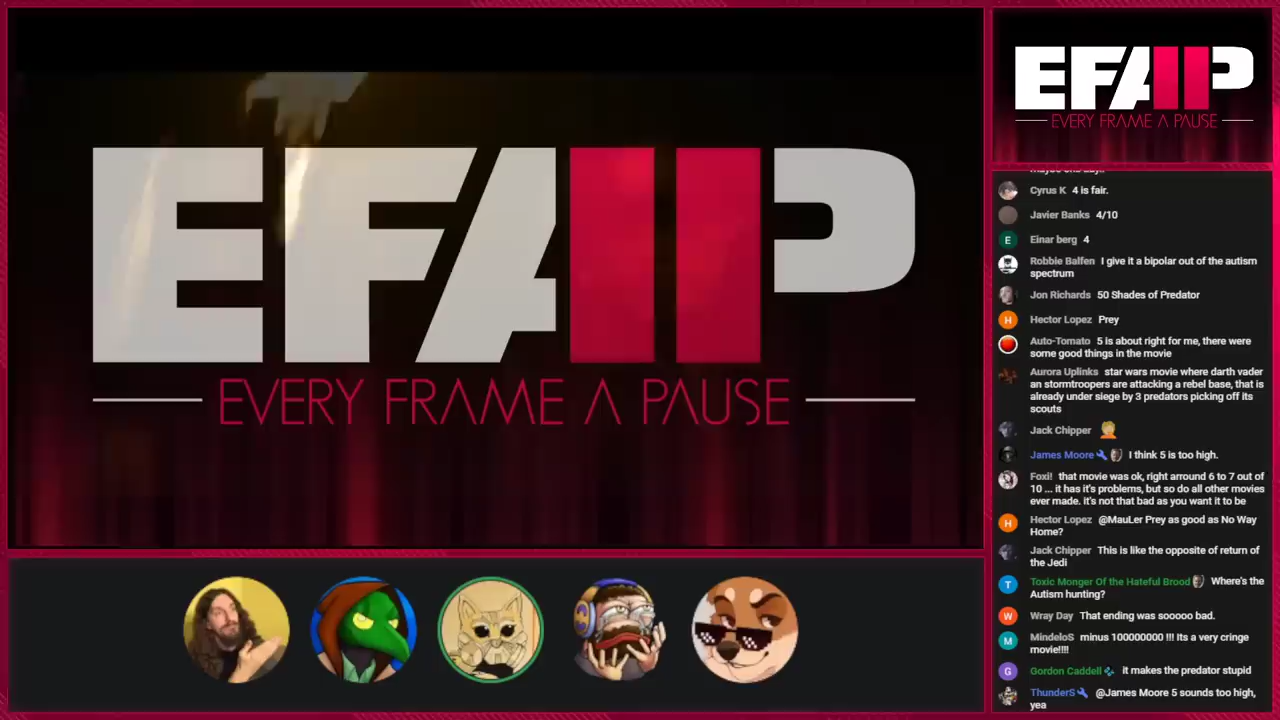 EFAP
EVERY FRAME A PAUSE
EFAP
EVERY FRAME A PAUSE
Cyrus K 4 is fair.
Javier Banks 4/10
E
Einar berg 4
Robbie Balfen I give it a bipolar out of the autism
spectrum
Jon Richards 50 Shades of Predator
H
Hector Lopez Prey
Auto-Tomato 5 is about right for me, there were
some good things in the movie
Aurora Uplinks star wars movie where darth vader
an stormtroopers are attacking a rebel base, that is
already under siege by 3 predators picking off its
scouts
Jack Chipper
James Moore I think 5 is too high.
Foxi! that movie was ok, right arround 6 to 7 out of
10 ... it has it's problems, but so do all other movies
ever made. it's not that bad as you want it to be
H
Hector Lopez @MauLer Prey as good as No Way
Home?
Jack Chipper This is like the opposite of return of
the Jedi
T
Toxic Monger Of the Hateful Brood Where's the
Autism hunting?
W
Wray Day That ending was sooooo bad.
M
MindeloS minus 100000000 !!! Its a very cringe
movie!!!!
G
Gordon Caddell it makes the predator stupid
ThunderS @James Moore 5 sounds too high,
yea